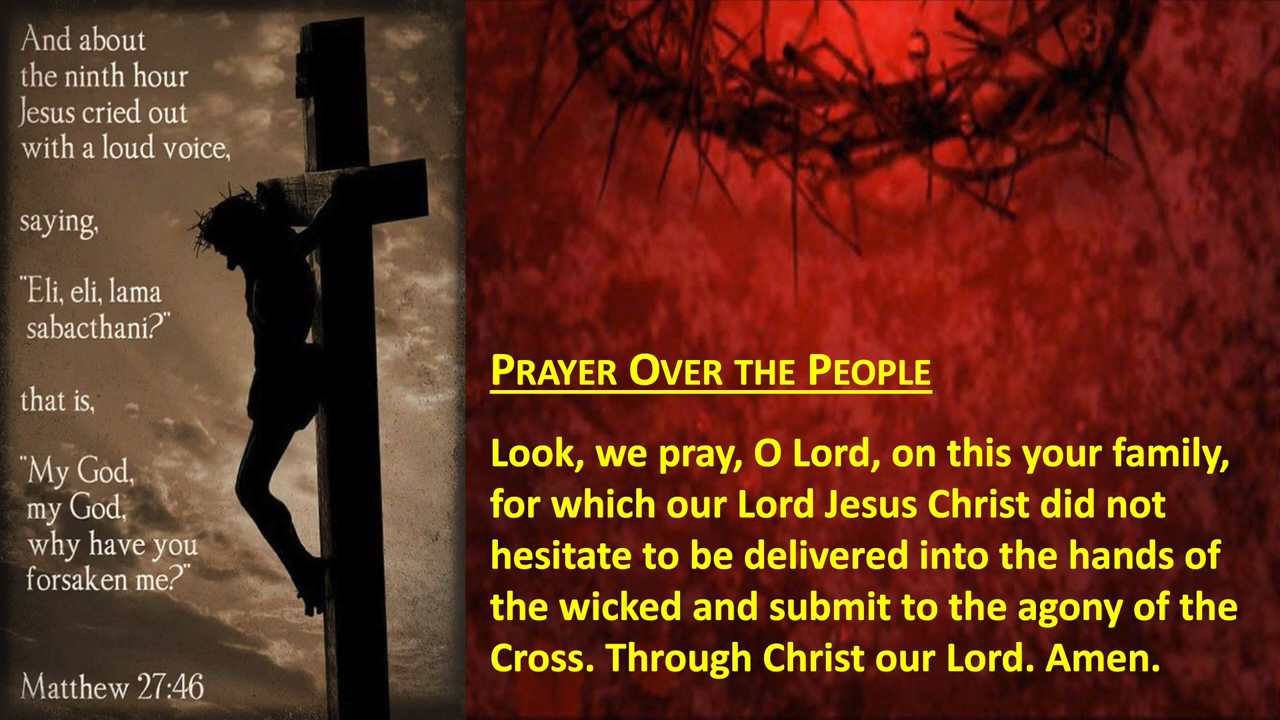 And about
the ninth hour
Jesus cried out
with a loud voice,
saying,
"Eli, eli, lama
sabacthani?"
that is,
"My God,
my God,
why have you
forsaken me?"
Matthew 27:46
PRAYER OVER THE PEOPLE
Look, we pray, O Lord, on this your family,
for which our Lord Jesus Christ did not
hesitate to be delivered into the hands of
the wicked and submit to the agony of the
Cross. Through Christ our Lord. Amen.